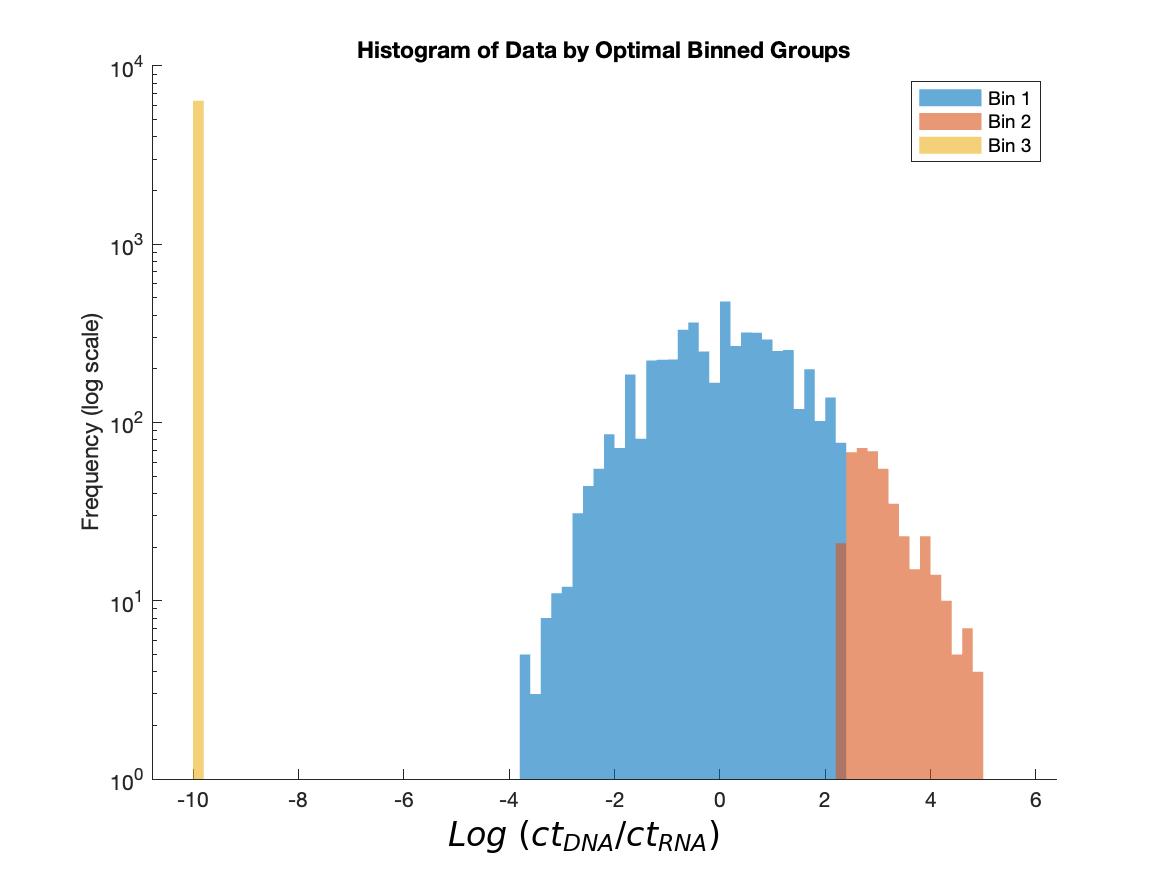 Histogram of Data by Optimal Binned Groups
Bin 1
Bin 2
Bin 3
Frequency (log scale)
10⁴
10³
10²
10¹
10⁰
-10 -8 -6 -4 -2 0 2 4 6
Log (ct_DNA/ct_RNA)